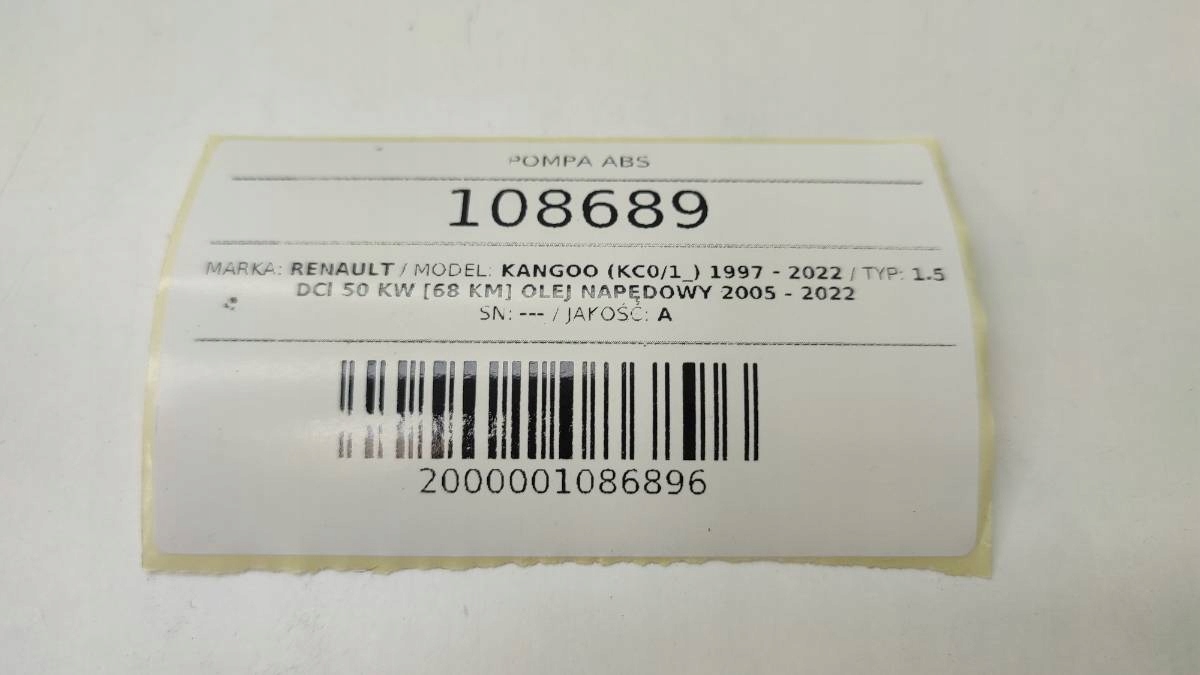 POMPA ABS
108689
MARKA: RENAULT / MODEL: KANGOO (KC0/1_) 1997 - 2022 / TYP: 1.5
DCI 50 KW [68 KM] OLEJ NAPĘDOWY 2005 - 2022
SN: --- / JAKOŚĆ: A
2000001086896